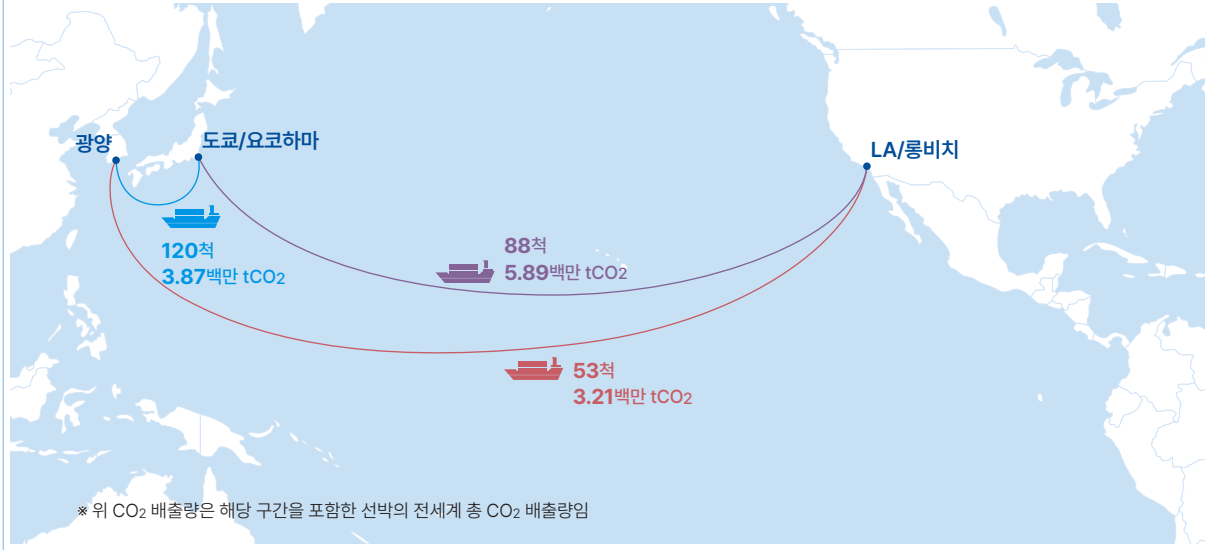 광양
도쿄/요코하마
LA/롱비치
120척
3.87백만 tCO2
88척
5.89백만 tCO2
53척
3.21백만 tCO2
※ 위 CO2 배출량은 해당 구간을 포함한 선박의 전세계 총 CO2 배출량임